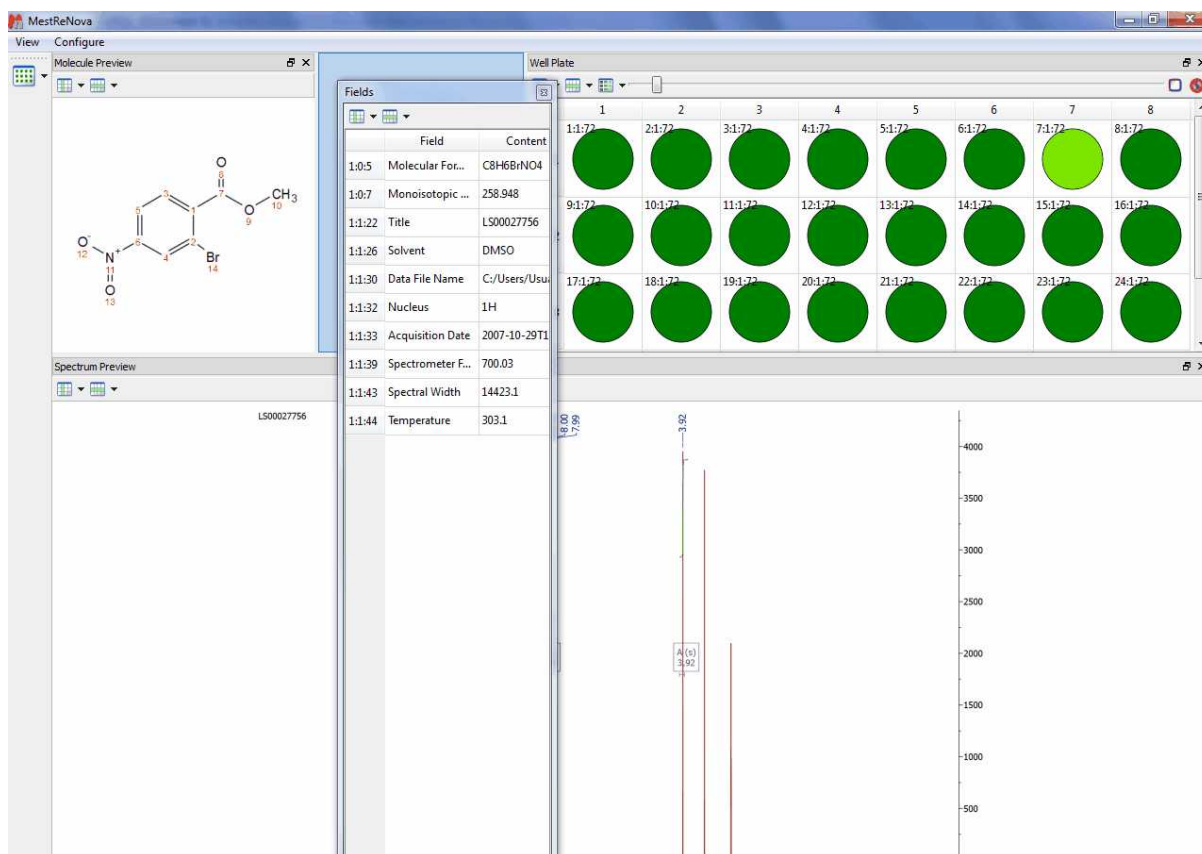 MestReNova
View Configure
Molecule Preview
O
8
3
7
CH3
10
5
1
O
9
6
2
O-
12
N+
4
Br
11
14
O
13
Fields
Field Content
1:0:5 Molecular For... C8H6BrNO4
1:0:7 Monoisotopic ... 258.948
1:1:22 Title LS00027756
1:1:26 Solvent DMSO
1:1:30 Data File Name C:/Users/Usu
1:1:32 Nucleus 1H
1:1:33 Acquisition Date 2007-10-29T1
1:1:39 Spectrometer F... 700.03
1:1:43 Spectral Width 14423.1
1:1:44 Temperature 303.1
Well Plate
1 2 3 4 5 6 7 8
1:1:72 2:1:72 3:1:72 4:1:72 5:1:72 6:1:72 7:1:72 8:1:72
9:1:72 10:1:72 11:1:72 12:1:72 13:1:72 14:1:72 15:1:72 16:1:72
17:1:72 18:1:72 19:1:72 20:1:72 21:1:72 22:1:72 23:1:72 24:1:72
Spectrum Preview
LS00027756
8.00
7.99
3.92
A (s)
3.92
4000
3500
3000
2500
2000
1500
1000
500